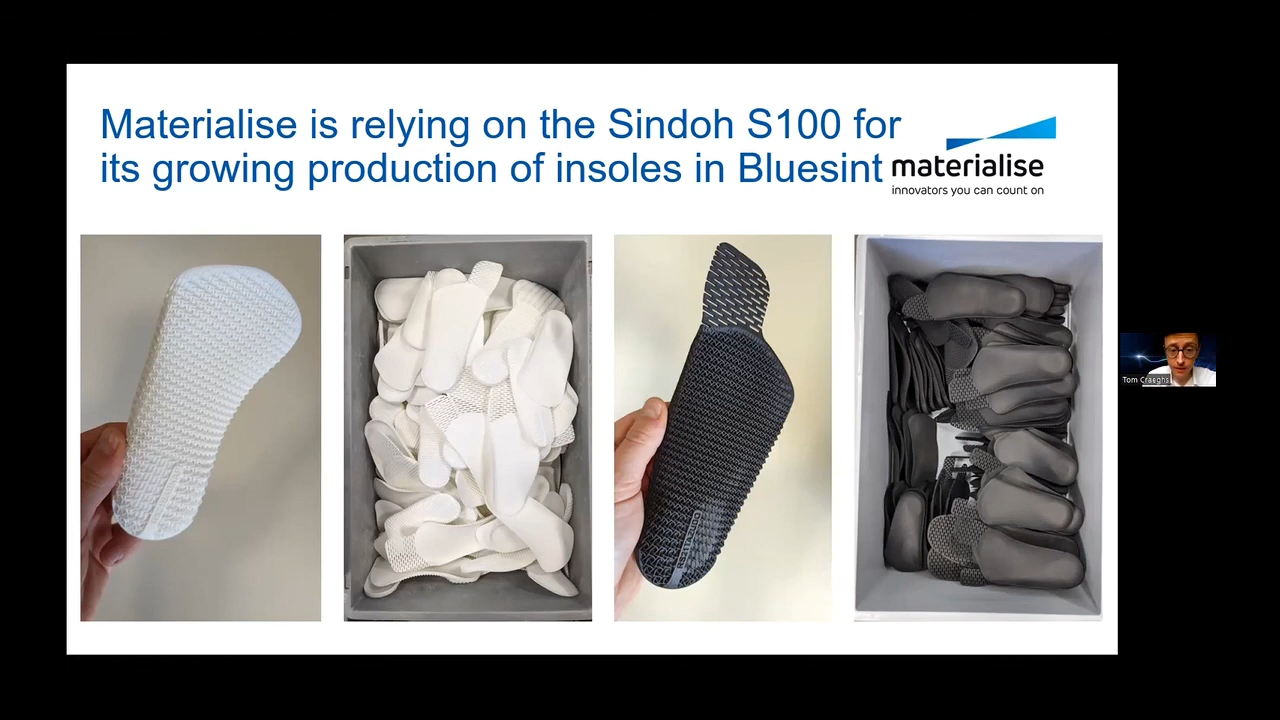 Materialise is relying on the Sindoh S100 for
its growing production of insoles in Bluesint
materialise
innovators you can count on
Tom Craeghs